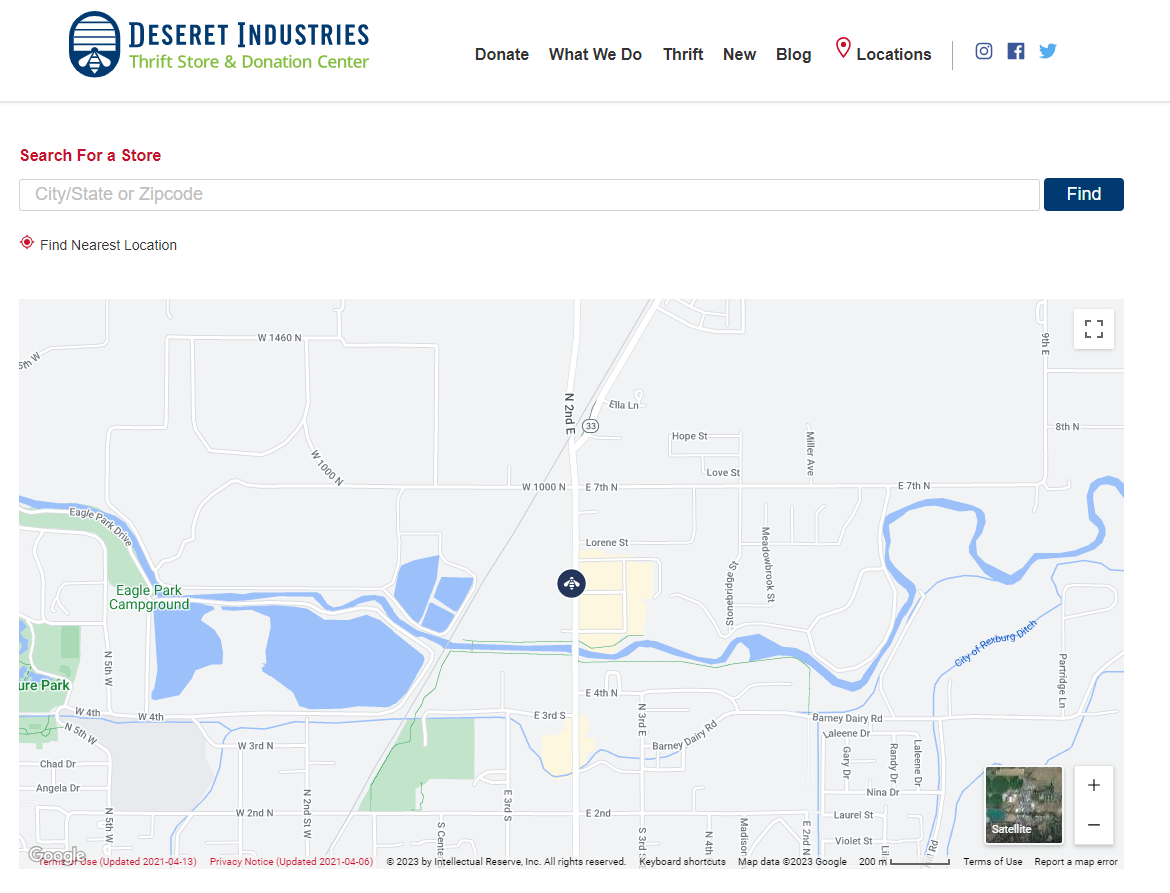 DESERET INDUSTRIES
Thrift Store & Donation Center
Donate What We Do Thrift New Blog Locations
Search For a Store
City/State or Zipcode
Find
Find Nearest Location
W 1460 N
5th W
9th E
N 2nd E
Ella Ln
33
8th N
Hope St
Miller Ave
Love St
W 1000 N
W 1000 N
E 7th N
E 7th N
Eagle Park Drive
Lorene St
Meadowbrook St
Stonebridge St
Eagle Park
Campground
City of Rexburg Ditch
N 5th W
Partridge Ln
ure Park
E 4th N
W 4th
W 4th
E 3rd S
N 3rd E
Barney Dairy Rd
N 5th W
Laleene Dr
W 3rd N
Barney Dairy Rd
Gary Dr
Randy Dr
Laleene Dr
Chad Dr
Angela Dr
Nina Dr
N 2nd St W
E 3rd S
W 2nd N
E 2nd
Laurel St
N 5th W
S Cente
S 3rd
N 4th
Madison
E 2nd N
Violet St
Lil
ll Rd
Satellite
+
−
Google
Terms of Use (Updated 2021-04-13) Privacy Notice (Updated 2021-04-06) © 2023 by Intellectual Reserve, Inc. All rights reserved. Keyboard shortcuts Map data ©2023 Google 200 m Terms of Use Report a map error